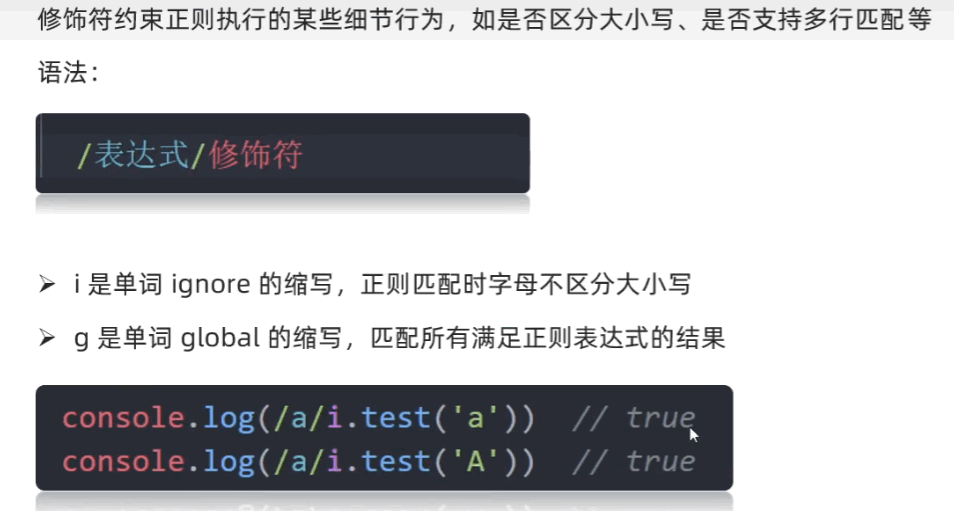 修饰符约束正则执行的某些细节行为，如是否区分大小写、是否支持多行匹配等
语法：
/表达式/修饰符
➢ i 是单词 ignore 的缩写，正则匹配时字母不区分大小写
➢ g 是单词 global 的缩写，匹配所有满足正则表达式的结果
console.log(/a/i.test('a')) // true
console.log(/a/i.test('A')) // true